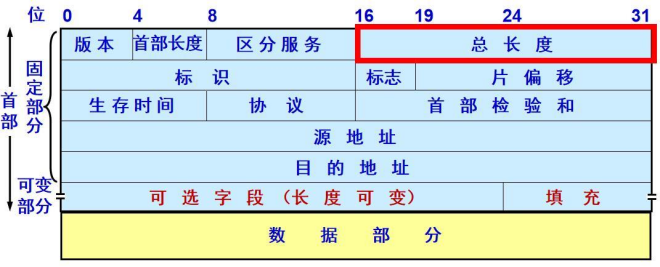 位 0 4 8 16 19 24 31
版本 首部长度 区分服务 总长度
标识 标志 片偏移
生存时间 协议 首部检验和
源地址
目的地址
可选字段（长度可变） 填充
数据部分
首部
固定部分
可变部分